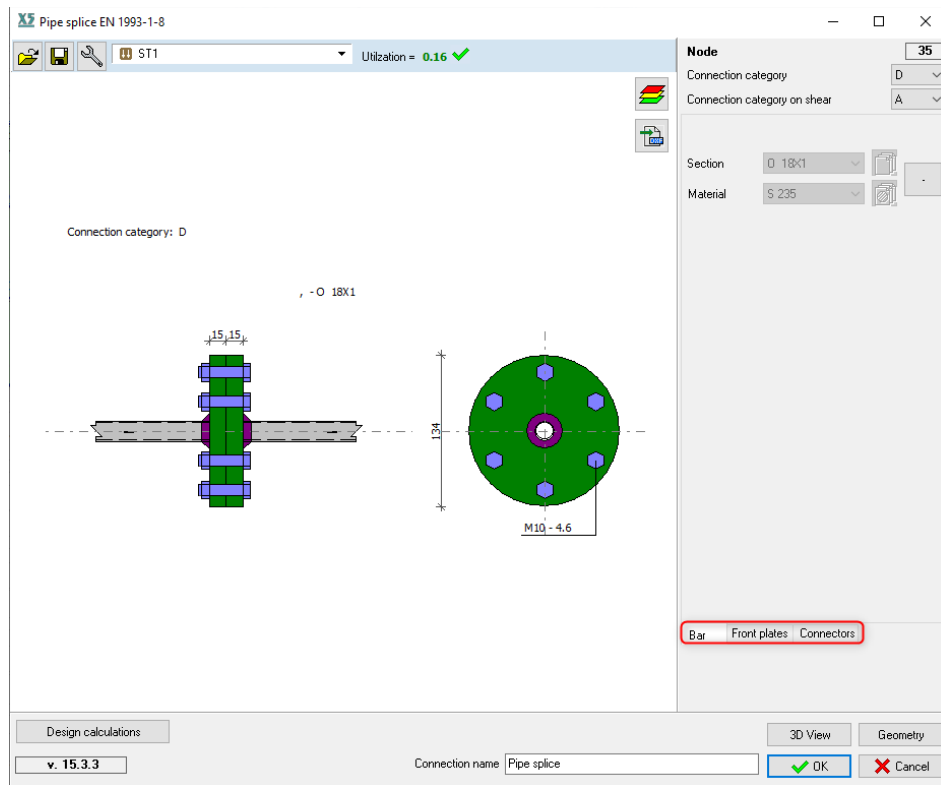 X5 Pipe splice EN 1993-1-8
ST1
Utilzation = 0.16
Node 35
Connection category D
Connection category on shear A
DXF
Section O 18X1
-
Material S 235
Connection category: D
, - O 18X1
15 15
134
M10 - 4.6
Bar Front plates Connectors
Design calculations
3D View Geometry
v. 15.3.3
Connection name Pipe splice
OK Cancel